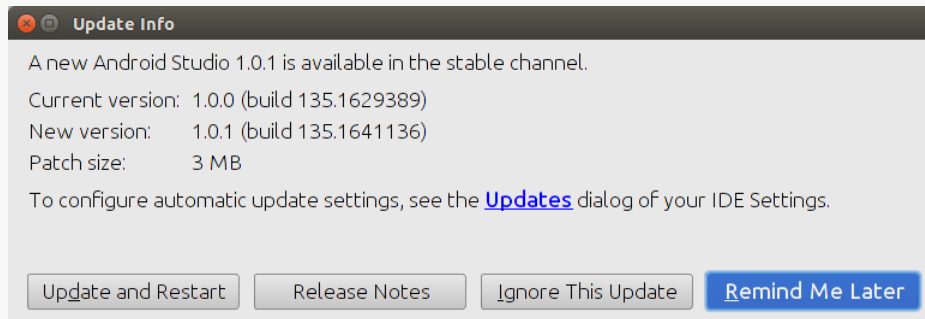 Update Info
A new Android Studio 1.0.1 is available in the stable channel.
Current version: 1.0.0 (build 135.1629389)
New version: 1.0.1 (build 135.1641136)
Patch size: 3 MB
To configure automatic update settings, see the Updates dialog of your IDE Settings.
Update and Restart Release Notes Ignore This Update Remind Me Later